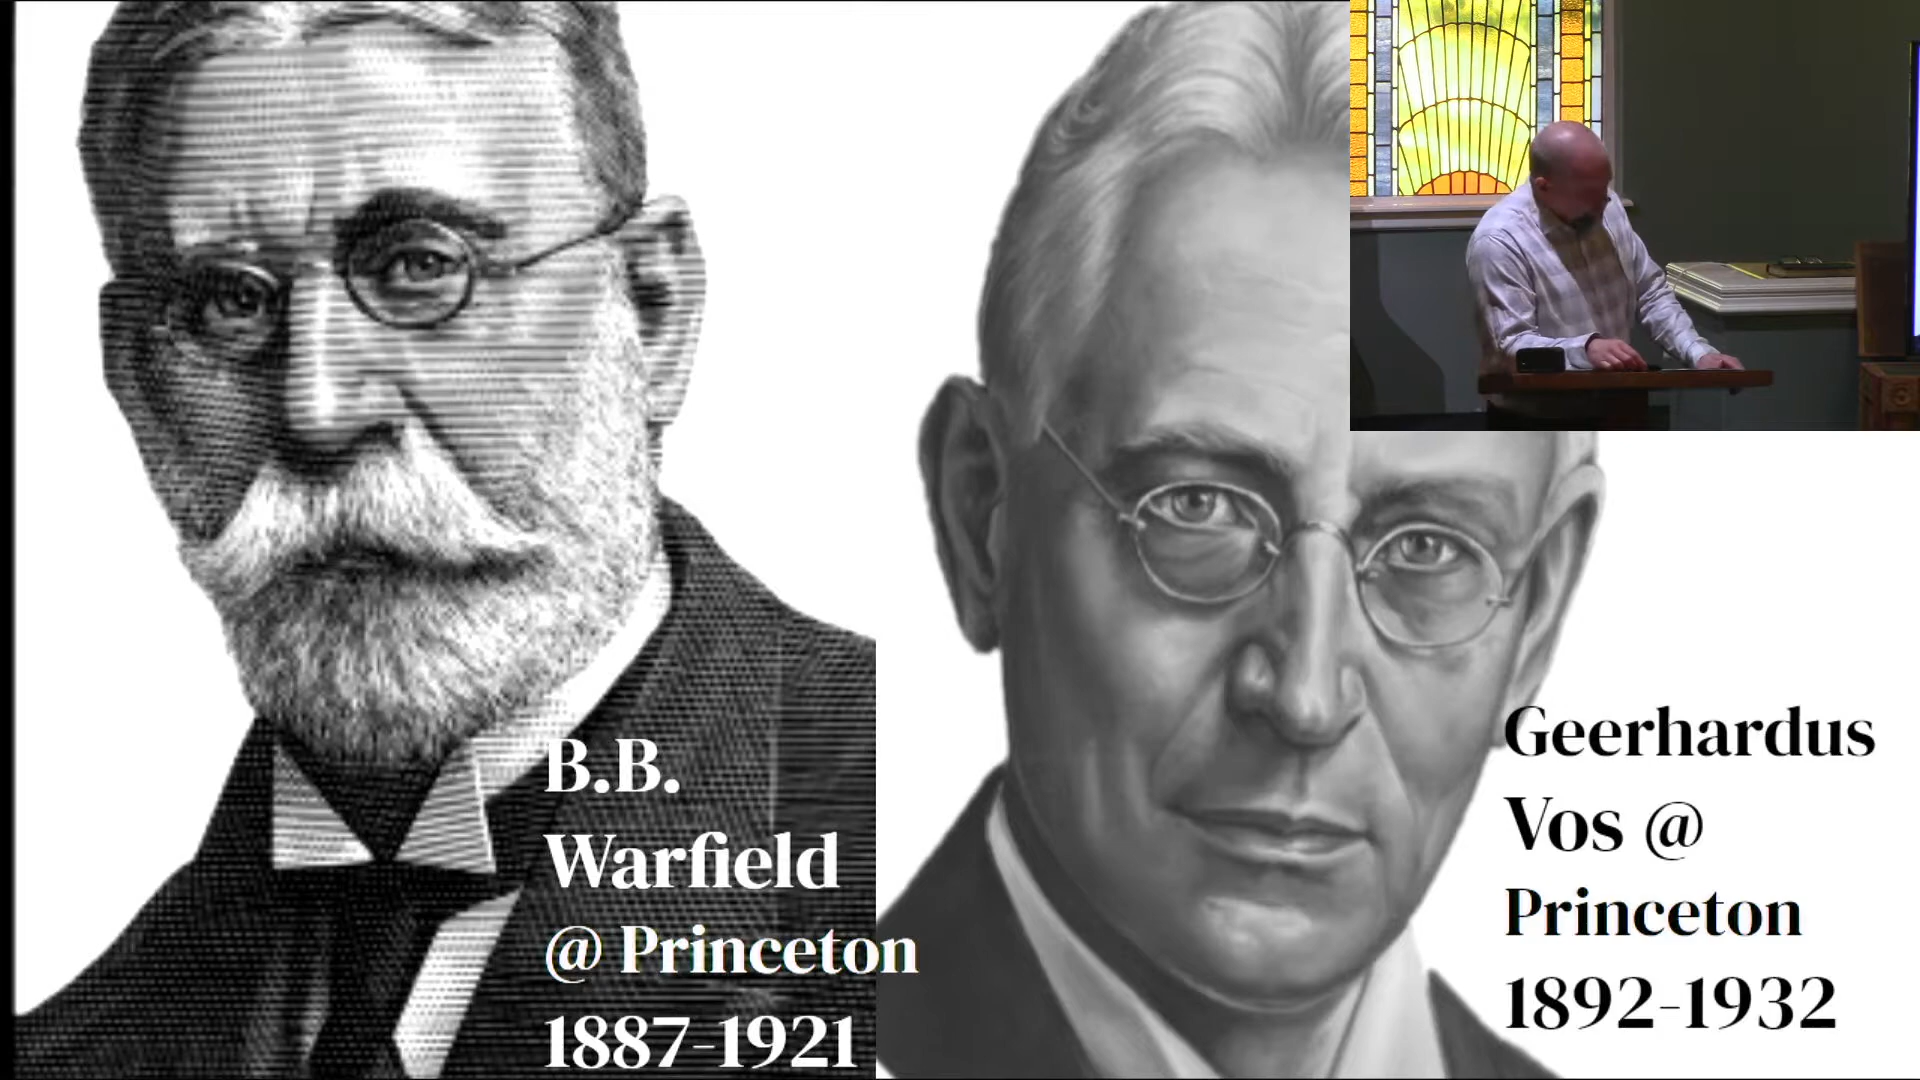 B.B.
Warfield
@ Princeton
1887-1921
Geerhardus
Vos @
Princeton
1892-1932